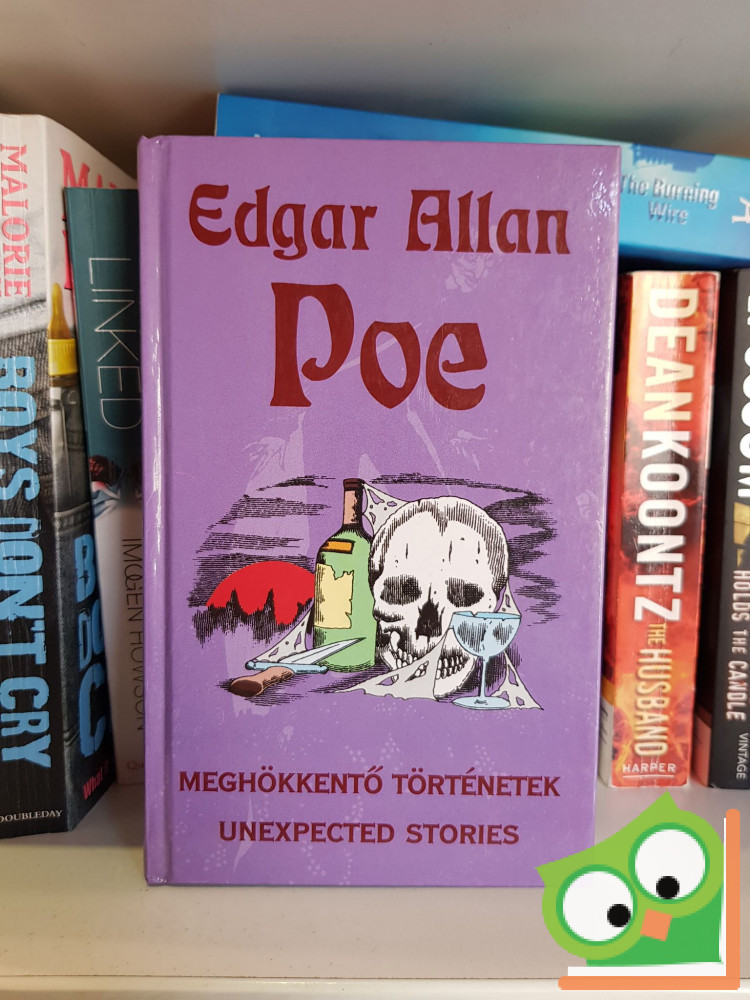 Edgar Allan
Poe
MEGHÖKKENTŐ TÖRTÉNETEK
UNEXPECTED STORIES
MALORIE
BOYS DON'T CRY
DOUBLEDAY
LINKED
IMOGEN HOWSON
The Burning
Wire
DEAN KOONTZ
THE HUSBAND
HARPER
HOLDS THE CANDLE
VINTAGE